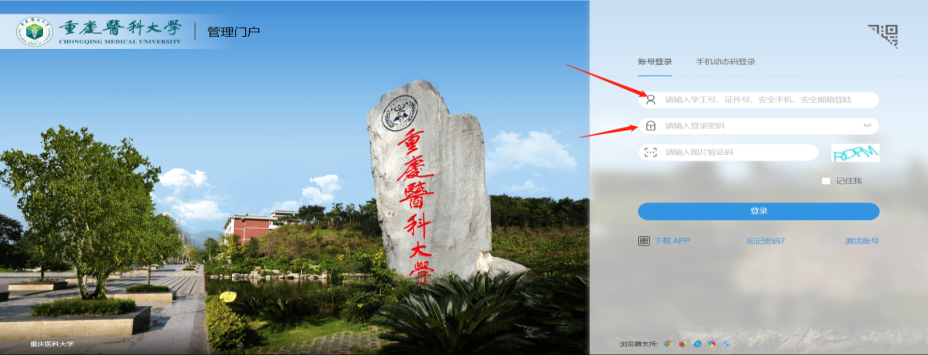 重慶醫科大學
CHONGQING MEDICAL UNIVERSITY
管理门户
账号登录
手机动态码登录
请输入学工号、证件号、安全手机、安全邮箱登陆
请输入登录密码
请输入图片验证码
记住我
登录
下载 APP
忘记密码?
激活账号
重慶醫科大學
重庆医科大学
浏览器支持: